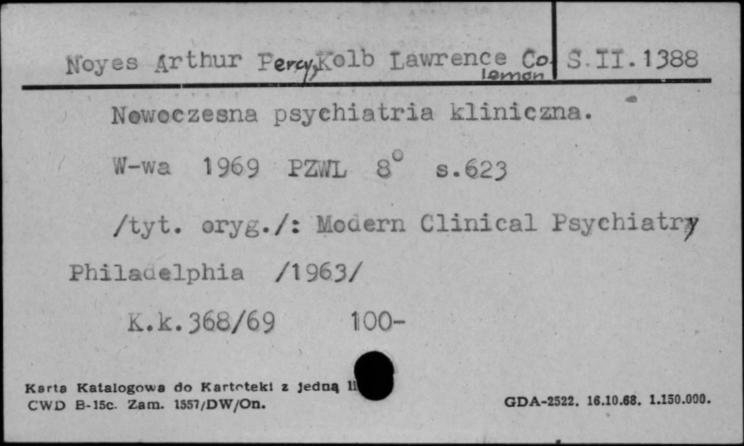 Noyes Arthur Percy, Kolb Lawrence Co S.II.1388
leman
Nowoczesna psychiatria kliniczna.
W-wa 1969 PZWL 8° s.623
/tyt. oryg./: Modern Clinical Psychiatry
Philadelphia /1963/
K.k.368/69 100-
Karta Katalogowa do Kartoteki z jedną
CWD B-15c. Zam. 1557/DW/On. GDA-2522. 16.10.68. 1.150.000.